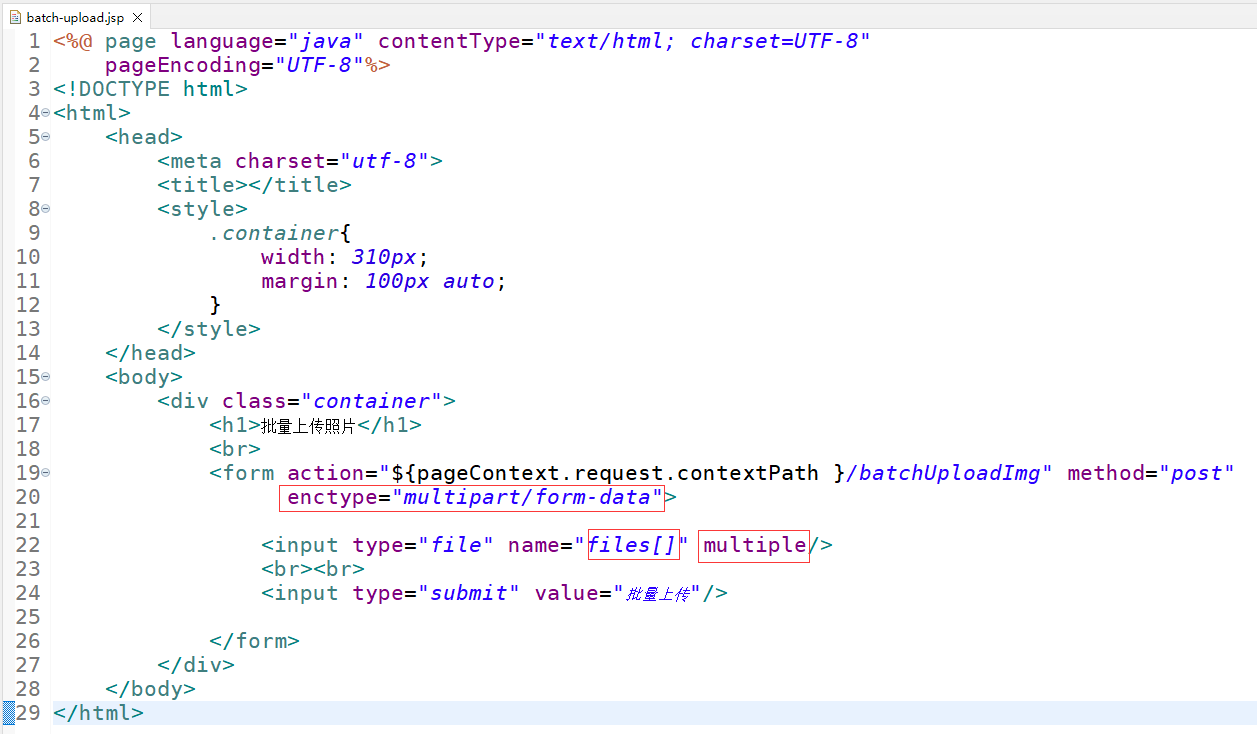 batch-upload.jsp
1 <%@ page language="java" contentType="text/html; charset=UTF-8"
2     pageEncoding="UTF-8"%>
3 <!DOCTYPE html>
4 <html>
5     <head>
6         <meta charset="utf-8">
7         <title></title>
8         <style>
9             .container{
10                 width: 310px;
11                 margin: 100px auto;
12             }
13         </style>
14     </head>
15     <body>
16         <div class="container">
17             <h1>批量上传照片</h1>
18             <br>
19             <form action="${pageContext.request.contextPath }/batchUploadImg" method="post"
20                   enctype="multipart/form-data">
21
22                 <input type="file" name="files[]" multiple/>
23                 <br><br>
24                 <input type="submit" value="批量上传"/>
25
26             </form>
27         </div>
28     </body>
29 </html>